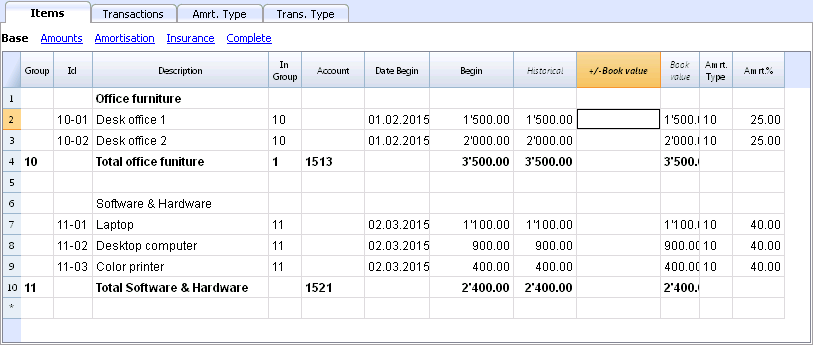 Items Transactions Amrt. Type Trans. Type
Base Amounts Amortisation Insurance Complete
Group Id Description In Group Account Date Begin Begin Historical +/-Book value Book value Amrt. Type Amrt.%
1 Office furniture
2 10-01 Desk office 1 10 01.02.2015 1'500.00 1'500.00 1'500.( 10 25.00
3 10-02 Desk office 2 10 01.02.2015 2'000.00 2'000.00 2'000.( 10 25.00
4 10 Total office funiture 1 1513 3'500.00 3'500.00 3'500.
5
6 Software & Hardware
7 11-01 Laptop 11 02.03.2015 1'100.00 1'100.00 1'100.( 10 40.00
8 11-02 Desktop computer 11 02.03.2015 900.00 900.00 900.00 10 40.00
9 11-03 Color printer 11 02.03.2015 400.00 400.00 400.00 10 40.00
10 11 Total Software & Hardware 1521 2'400.00 2'400.00 2'400.
*